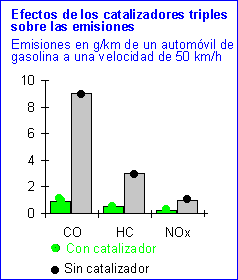 Efectos de los catalizadores triples
sobre las emisiones
Emisiones en g/km de un automóvil de
gasolina a una velocidad de 50 km/h
10
8
6
4
2
0
CO HC NOx
Con catalizador
Sin catalizador